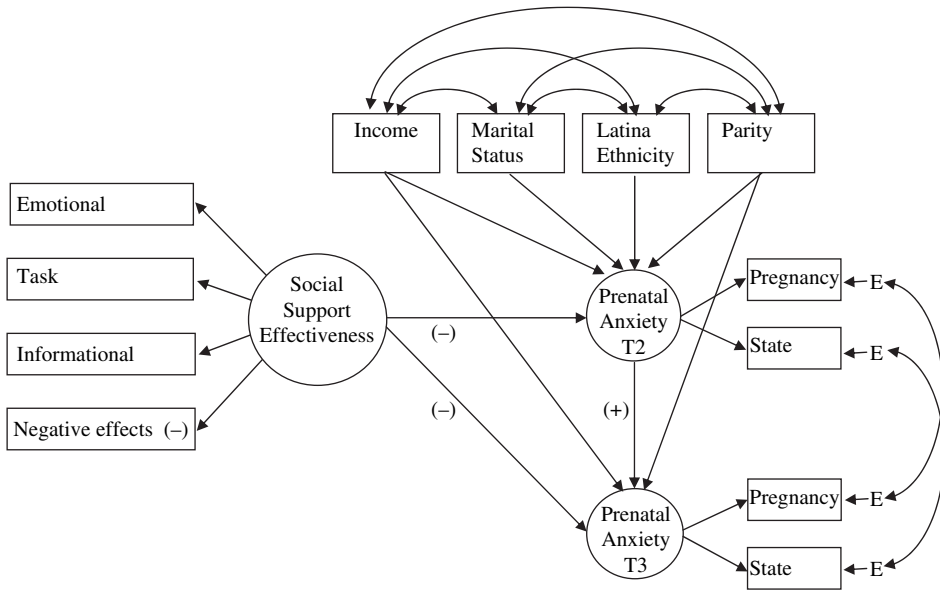 Income
Marital
Status
Latina
Ethnicity
Parity
Emotional
Task
Informational
Negative effects (–)
Social
Support
Effectiveness
(–)
(–)
Prenatal
Anxiety
T2
(+)
Prenatal
Anxiety
T3
Pregnancy
E
State
E
Pregnancy
E
State
E